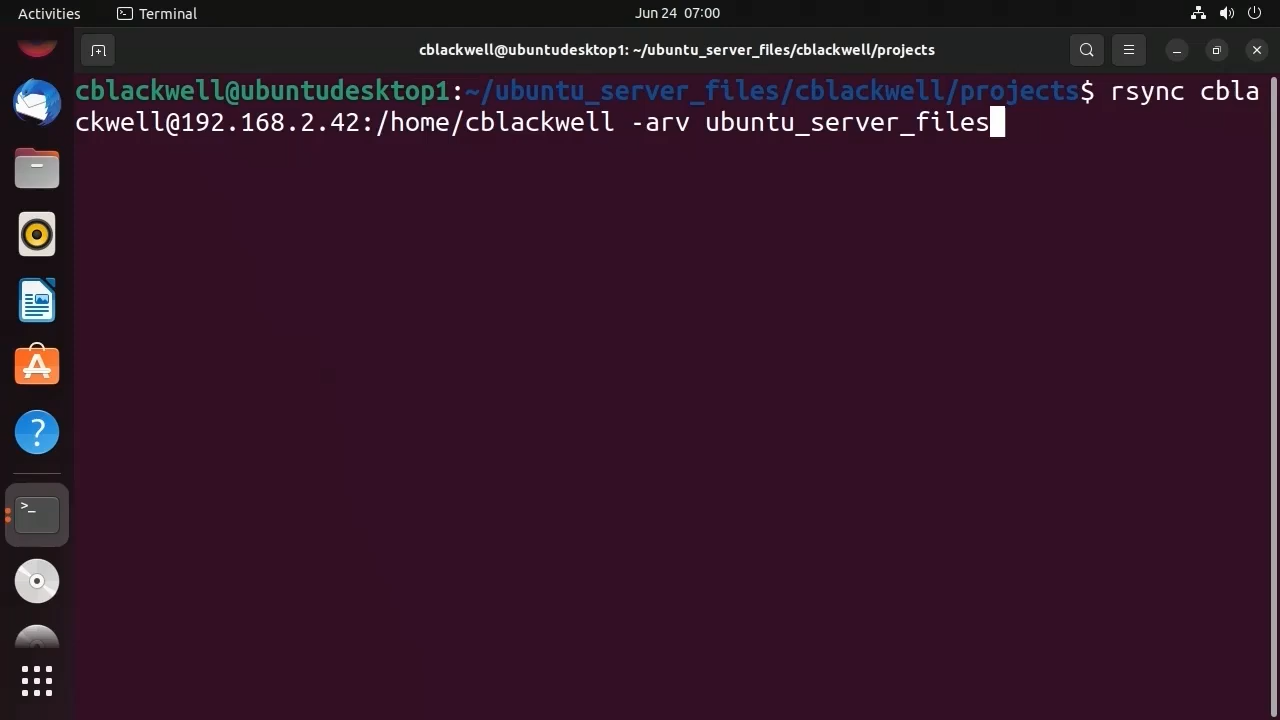 Activities Terminal Jun 24 07:00
cblackwell@ubuntudesktop1: ~/ubuntu_server_files/cblackwell/projects
cblackwell@ubuntudesktop1:~/ubuntu_server_files/cblackwell/projects$ rsync cbla
ckwell@192.168.2.42:/home/cblackwell -arv ubuntu_server_files